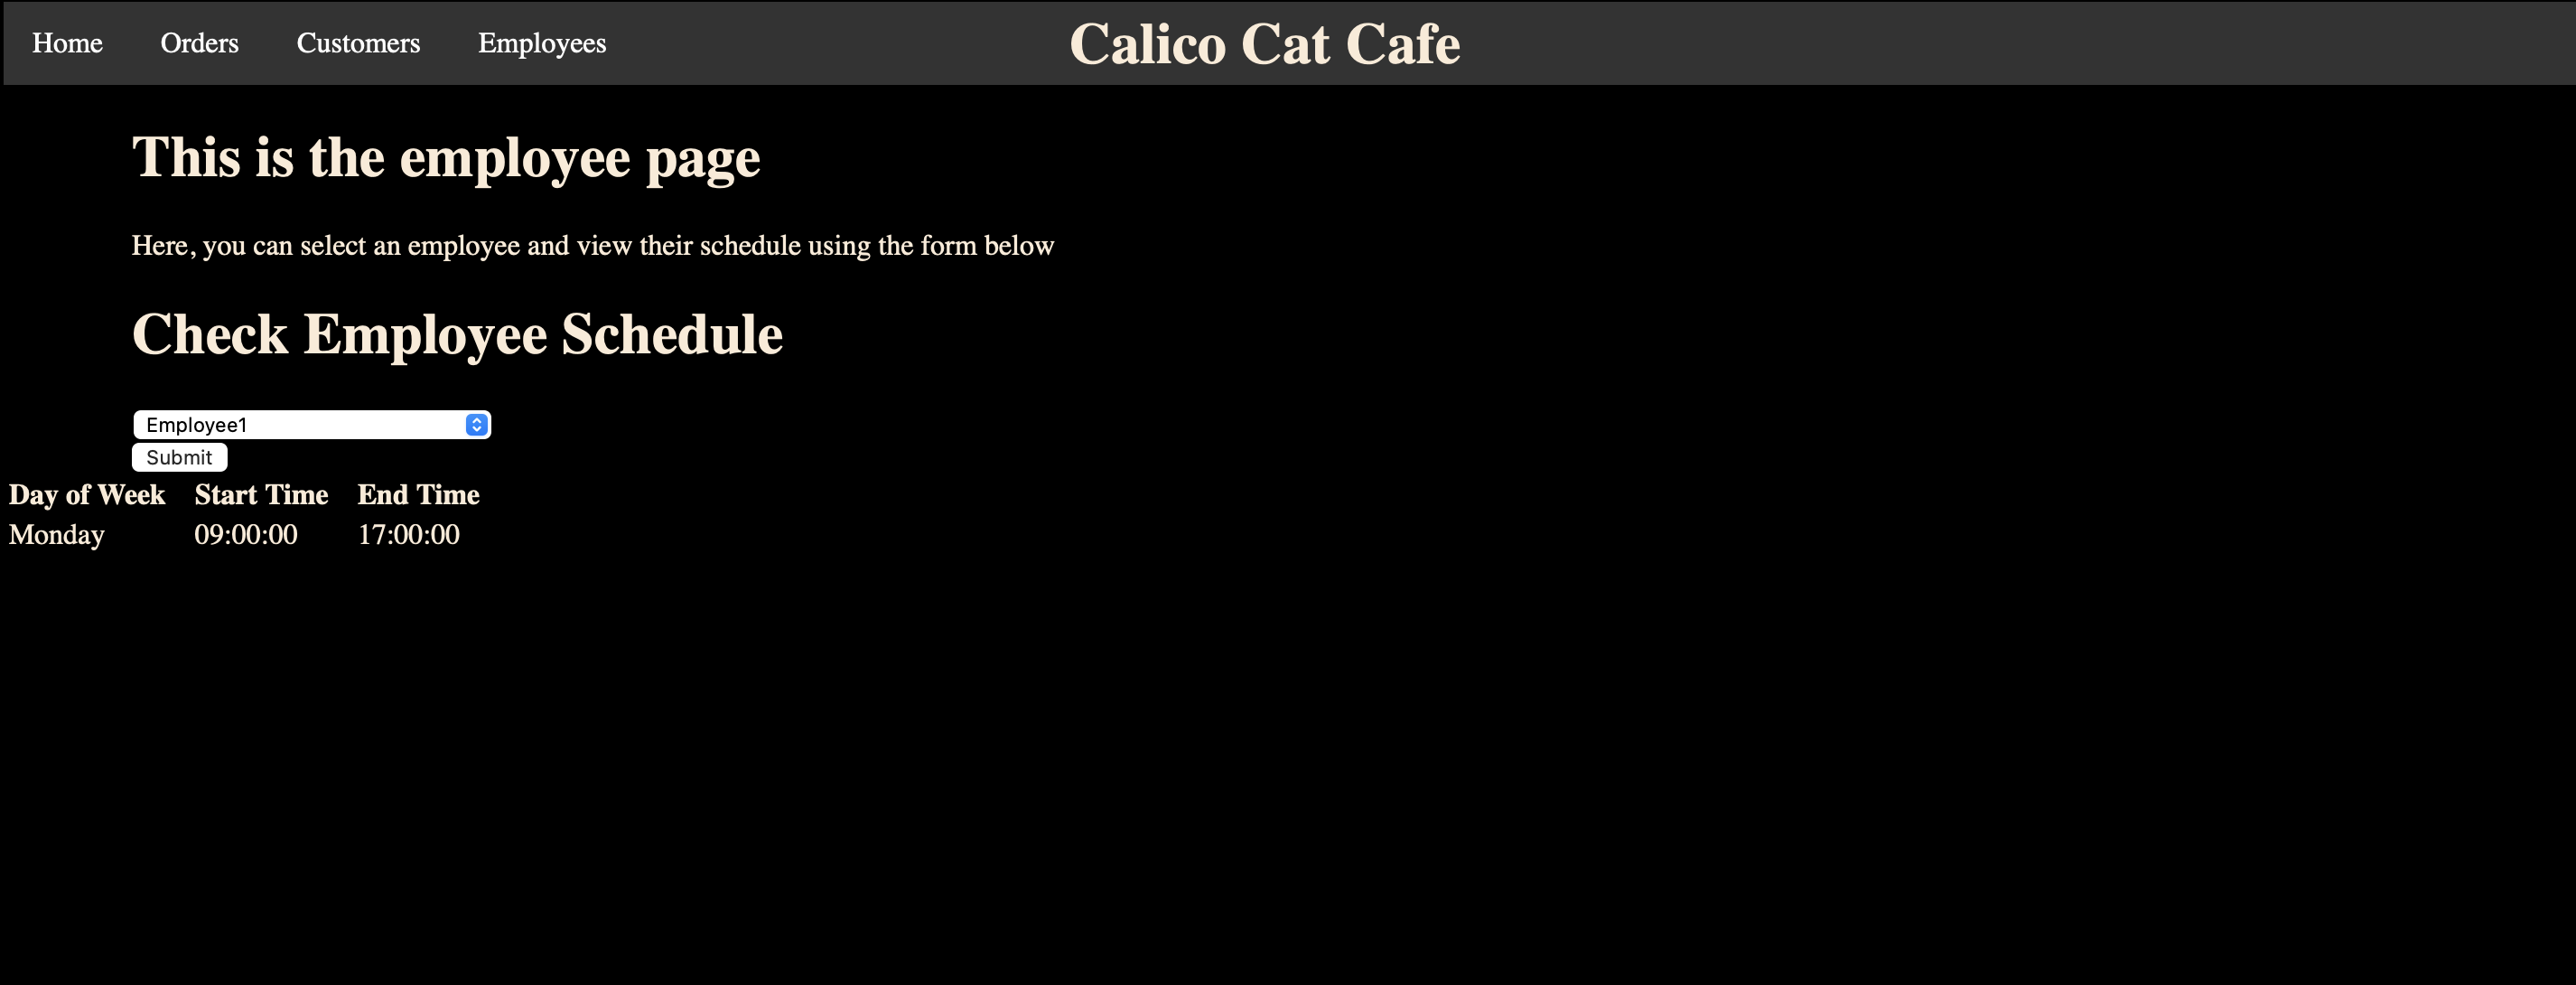 Home Orders Customers Employees Calico Cat Cafe
This is the employee page
Here, you can select an employee and view their schedule using the form below
Check Employee Schedule
Employee1
Submit
Day of Week Start Time End Time
Monday 09:00:00 17:00:00